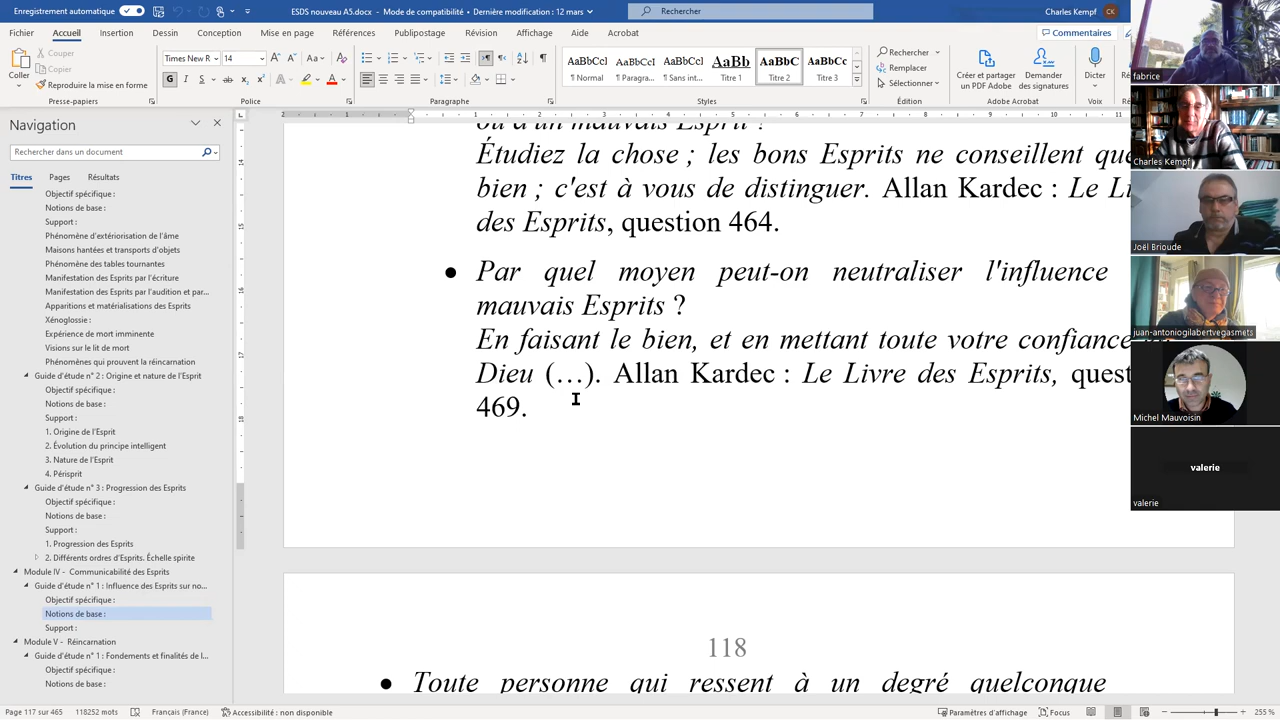 Enregistrement automatique
ESDS nouveau A5.docx - Mode de compatibilité • Dernière modification : 12 mars
Rechercher
Charles Kempf CK
Fichier Accueil Insertion Dessin Conception Mise en page Références Publipostage Révision Affichage Aide Acrobat
Commentaires
Coller
Couper
Copier
Reproduire la mise en forme
Presse-papiers
Times New R 14
G I S ab
Police
Paragraphe
AaBbCcI AaBbCcI AaBbCcI AaBb AaBbC AaBbCc
¶ Normal ¶ Paragra... ¶ Sans int... Titre 1 Titre 2 Titre 3
Styles
Rechercher
Remplacer
Sélectionner
Édition
Créer et partager
un PDF Adobe
Demander
des signatures
Adobe Acrobat
Dicter
Voix
Navigation
Rechercher dans un document
Titres Pages Résultats
Objectif spécifique :
Notions de base :
Support :
Phénomène d'extériorisation de l'âme
Maisons hantées et transports d'objets
Phénomène des tables tournantes
Manifestation des Esprits par l'écriture
Manifestation des Esprits par l'audition et par...
Apparitions et matérialisations des Esprits
Xénoglossie :
Expérience de mort imminente
Visions sur le lit de mort
Phénomènes qui prouvent la réincarnation
Guide d'étude n° 2 : Origine et nature de l'Esprit
Objectif spécifique :
Notions de base :
Support :
1. Origine de l'Esprit
2. Évolution du principe intelligent
3. Nature de l'Esprit
4. Périsprit
Guide d'étude n° 3 : Progression des Esprits
Objectif spécifique :
Notions de base :
Support :
1. Progression des Esprits
2. Différents ordres d'Esprits. Échelle spirite
Module IV - Communicabilité des Esprits
Guide d'étude n° 1 : Influence des Esprits sur no...
Objectif spécifique :
Notions de base :
Support :
Module V - Réincarnation
Guide d'étude n° 1 : Fondements et finalités de l...
Objectif spécifique :
Notions de base :
ou d'un mauvais Esprit ?
Étudiez la chose ; les bons Esprits ne conseillent que
bien ; c'est à vous de distinguer. Allan Kardec : Le Li
des Esprits, question 464.
● Par quel moyen peut-on neutraliser l'influence
mauvais Esprits ?
En faisant le bien, et en mettant toute votre confiance
Dieu (…). Allan Kardec : Le Livre des Esprits, quest
469.
118
● Toute personne qui ressent à un degré quelconque
fabrice
Charles Kempf
Joël Brioude
juan-antoniogilabertvegasmets
Michel Mauvoisin
valerie
valerie
Page 117 sur 465 118252 mots Français (France) Accessibilité : non disponible
Paramètres d'affichage Focus 255 %